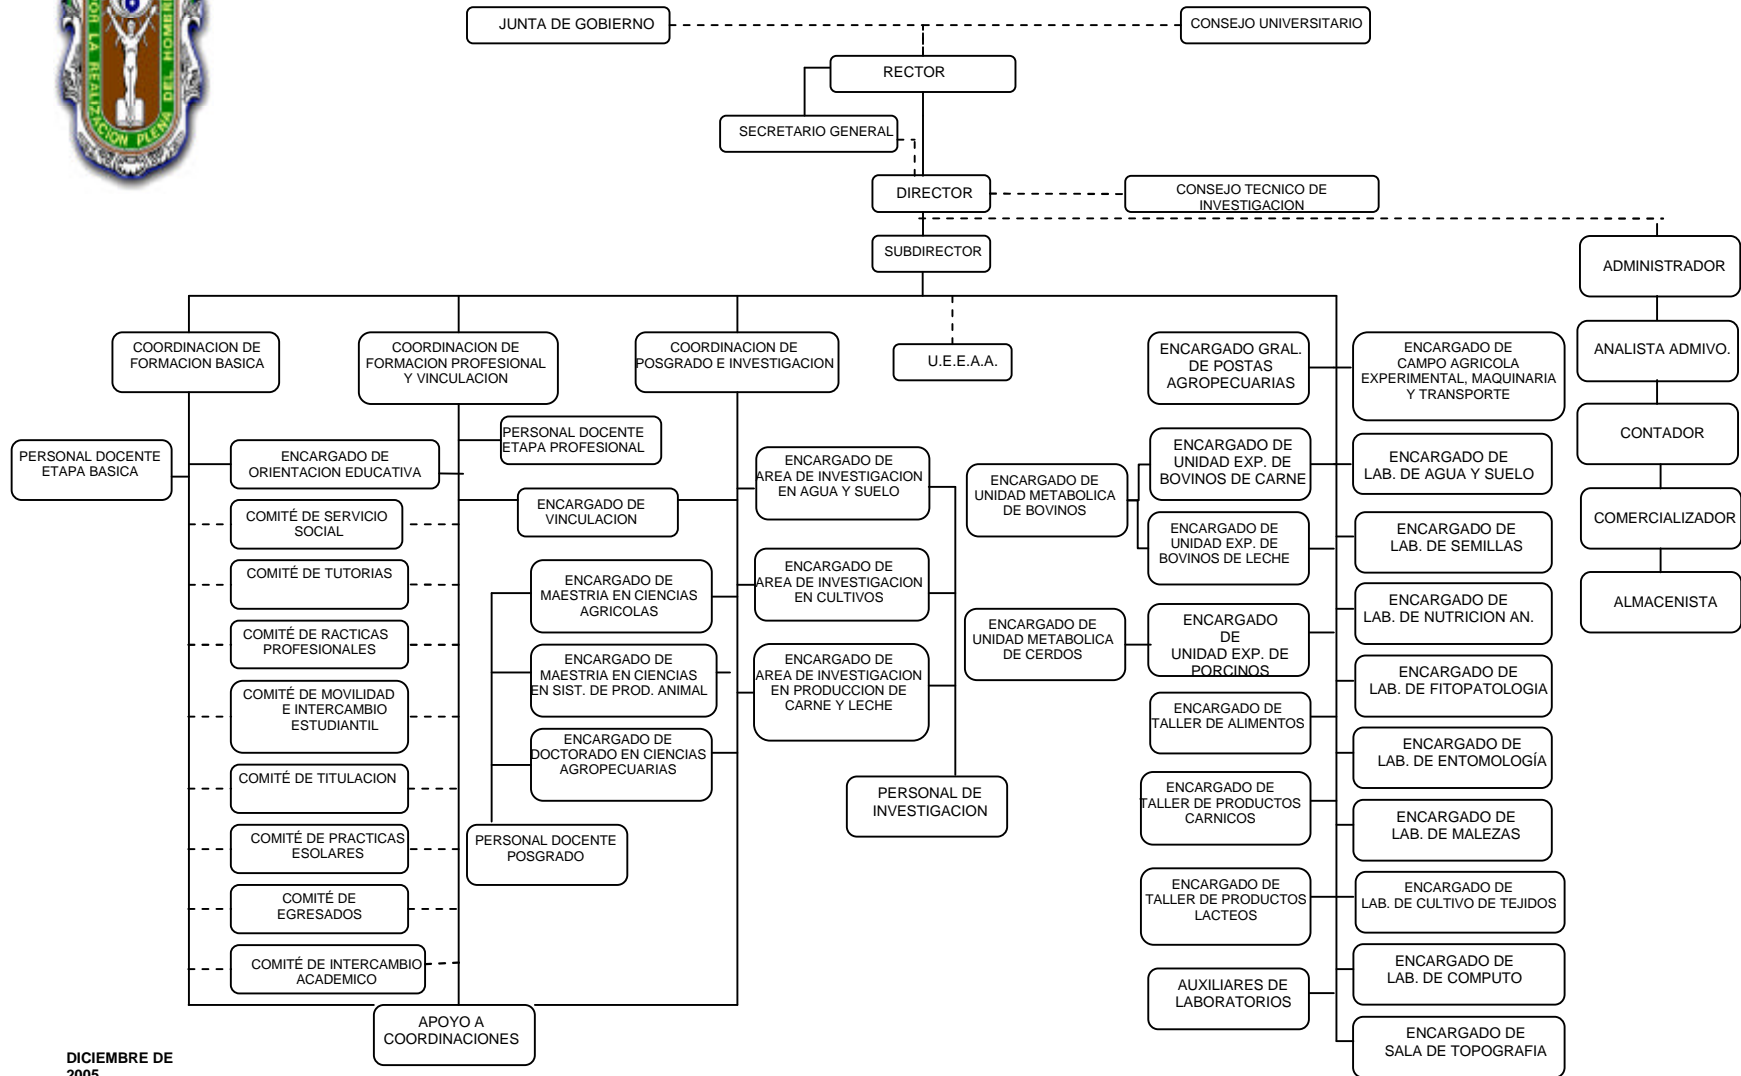 POR LA REALIZACION PLENA DEL HOMBRE
JUNTA DE GOBIERNO
CONSEJO UNIVERSITARIO
RECTOR
SECRETARIO GENERAL
DIRECTOR
CONSEJO TECNICO DE
INVESTIGACION
SUBDIRECTOR
ADMINISTRADOR
ANALISTA ADMIVO.
CONTADOR
COMERCIALIZADOR
ALMACENISTA
COORDINACION DE
FORMACION BASICA
COORDINACION DE
FORMACION PROFESIONAL
Y VINCULACION
COORDINACION DE
POSGRADO E INVESTIGACION
U.E.E.A.A.
PERSONAL DOCENTE
ETAPA BASICA
ENCARGADO DE
ORIENTACION EDUCATIVA
COMITÉ DE SERVICIO
SOCIAL
COMITÉ DE TUTORIAS
COMITÉ DE RACTICAS
PROFESIONALES
COMITÉ DE MOVILIDAD
E INTERCAMBIO
ESTUDIANTIL
COMITÉ DE TITULACION
COMITÉ DE PRACTICAS
ESOLARES
COMITÉ DE
EGRESADOS
COMITÉ DE INTERCAMBIO
ACADEMICO
APOYO A
COORDINACIONES
PERSONAL DOCENTE
ETAPA PROFESIONAL
ENCARGADO DE
VINCULACION
ENCARGADO DE
MAESTRIA EN CIENCIAS
AGRICOLAS
ENCARGADO DE
MAESTRIA EN CIENCIAS
EN SIST. DE PROD. ANIMAL
ENCARGADO DE
DOCTORADO EN CIENCIAS
AGROPECUARIAS
PERSONAL DOCENTE
POSGRADO
ENCARGADO DE
AREA DE INVESTIGACION
EN AGUA Y SUELO
ENCARGADO DE
AREA DE INVESTIGACION
EN CULTIVOS
ENCARGADO DE
AREA DE INVESTIGACION
EN PRODUCCION DE
CARNE Y LECHE
PERSONAL DE
INVESTIGACION
ENCARGADO DE
UNIDAD METABOLICA
DE BOVINOS
ENCARGADO DE
UNIDAD METABOLICA
DE CERDOS
ENCARGADO GRAL.
DE POSTAS
AGROPECUARIAS
ENCARGADO DE
UNIDAD EXP. DE
BOVINOS DE CARNE
ENCARGADO DE
UNIDAD EXP. DE
BOVINOS DE LECHE
ENCARGADO
DE
UNIDAD EXP. DE
PORCINOS
ENCARGADO DE
TALLER DE ALIMENTOS
ENCARGADO DE
TALLER DE PRODUCTOS
CARNICOS
ENCARGADO DE
TALLER DE PRODUCTOS
LACTEOS
AUXILIARES DE
LABORATORIOS
ENCARGADO DE
CAMPO AGRICOLA
EXPERIMENTAL, MAQUINARIA
Y TRANSPORTE
ENCARGADO DE
LAB. DE AGUA Y SUELO
ENCARGADO DE
LAB. DE SEMILLAS
ENCARGADO DE
LAB. DE NUTRICION AN.
ENCARGADO DE
LAB. DE FITOPATOLOGIA
ENCARGADO DE
LAB. DE ENTOMOLOGÍA
ENCARGADO DE
LAB. DE MALEZAS
ENCARGADO DE
LAB. DE CULTIVO DE TEJIDOS
ENCARGADO DE
LAB. DE COMPUTO
ENCARGADO DE
SALA DE TOPOGRAFIA
DICIEMBRE DE
2005